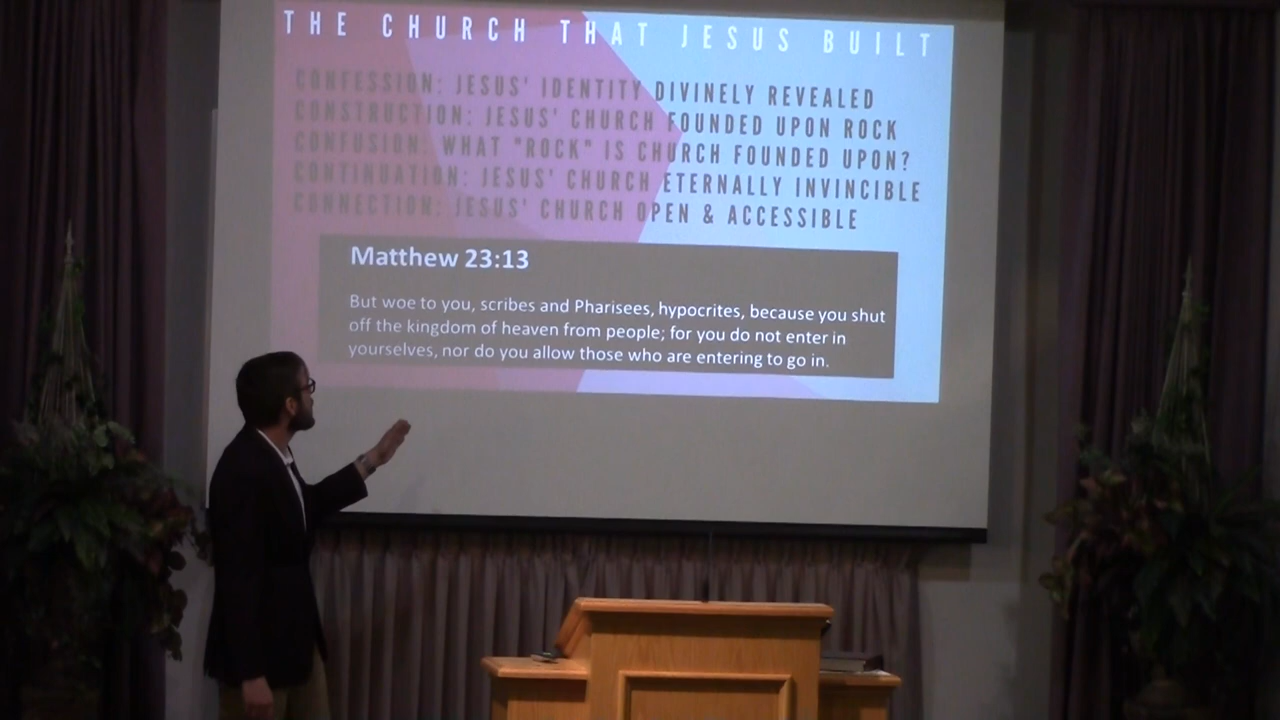 THE CHURCH THAT JESUS BUILT
CONFESSION: JESUS' IDENTITY DIVINELY REVEALED
CONSTRUCTION: JESUS' CHURCH FOUNDED UPON ROCK
CONFUSION: WHAT "ROCK" IS CHURCH FOUNDED UPON?
CONTINUATION: JESUS' CHURCH ETERNALLY INVINCIBLE
CONNECTION: JESUS' CHURCH OPEN & ACCESSIBLE
Matthew 23:13
But woe to you, scribes and Pharisees, hypocrites, because you shut
off the kingdom of heaven from people; for you do not enter in
yourselves, nor do you allow those who are entering to go in.